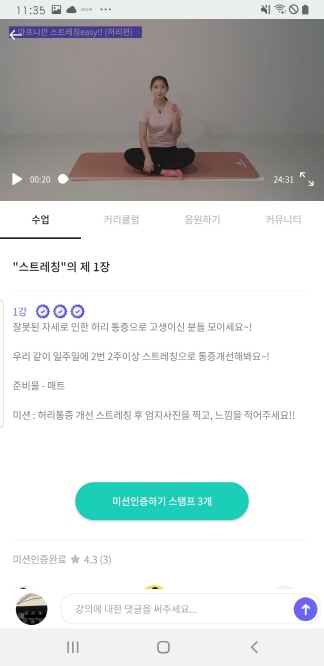 11:35
아프니깐 스트레칭easy!! (허리편)
00:20
24:31
수업
커리큘럼
응원하기
커뮤니티
"스트레칭"의 제 1장
1강
잘못된 자세로 인한 허리 통증으로 고생이신 분들 모이세요~!
우리 같이 일주일에 2번 2주이상 스트레칭으로 통증개선해봐요~!
준비물 - 매트
미션 : 허리통증 개선 스트레칭 후 엄지사진을 찍고, 느낌을 적어주세요!!
미션인증하기 스탬프 3개
미션인증완료 ★ 4.3 (3)
강의에 대한 댓글을 써주세요...